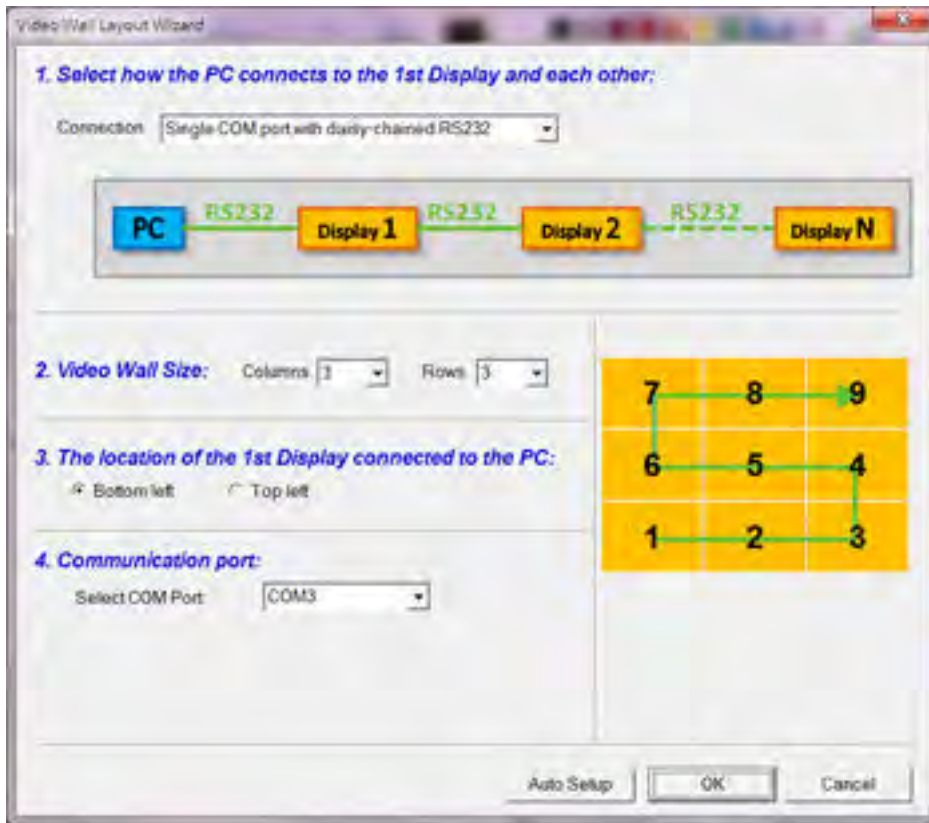 Video Wall Layout Wizard
1. Select how the PC connects to the 1st Display and each other:
Connection Single COM port with daisy-chained RS232
PC RS232 Display 1 RS232 Display 2 RS232 Display N
2. Video Wall Size: Columns 3 Rows 3
7 8 9
3. The location of the 1st Display connected to the PC:
6 5 4
Bottom left Top left
1 2 3
4. Communication port:
Select COM Port COM3
Auto Setup OK Cancel